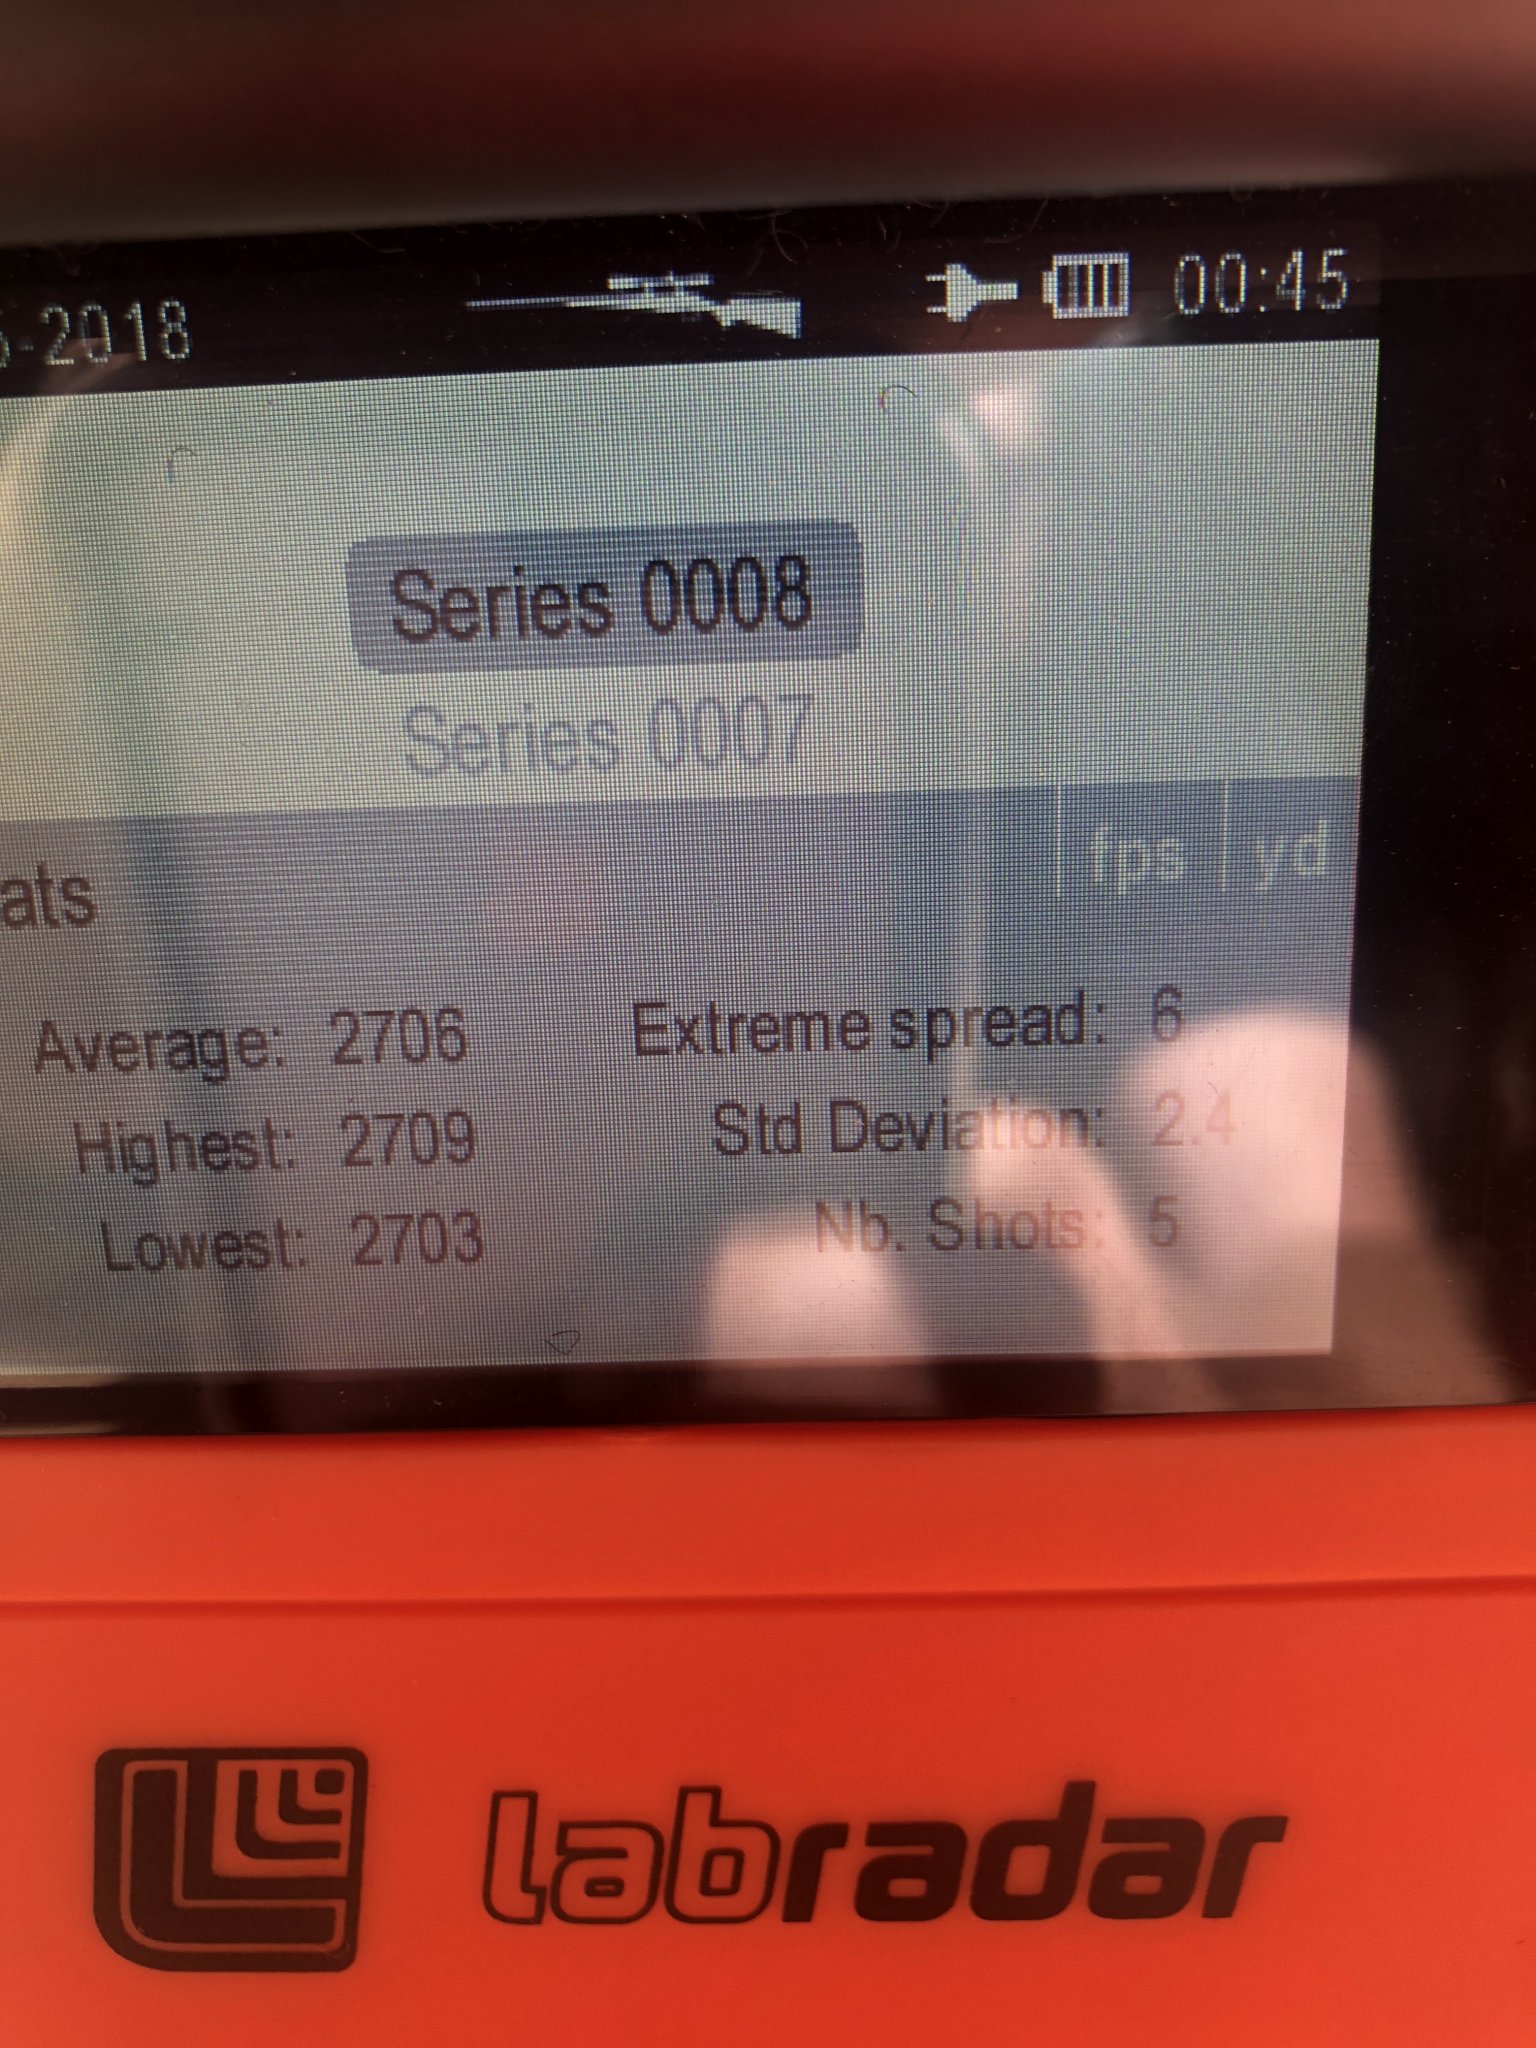 5-2018 00:45
Series 0008
Series 0007
ats fps yd
Average: 2706 Extreme spread: 6
Highest: 2709 Std Deviation: 2.4
Lowest: 2703 Nb. Shots: 5
labradar